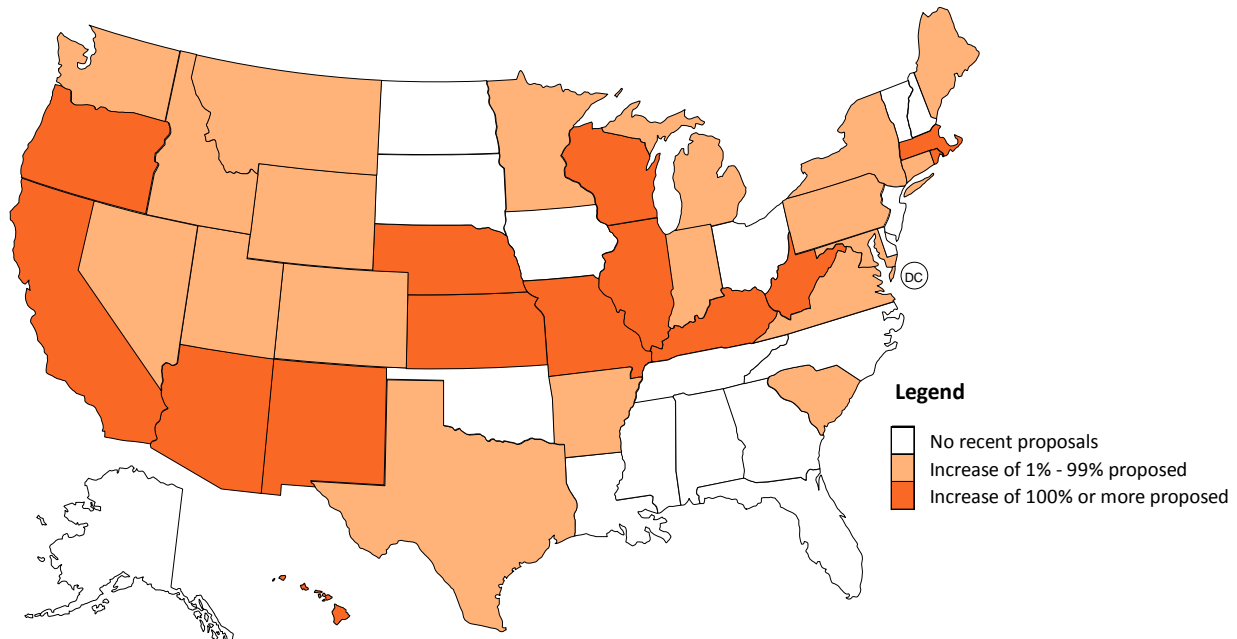 DC
Legend
No recent proposals
Increase of 1% - 99% proposed
Increase of 100% or more proposed